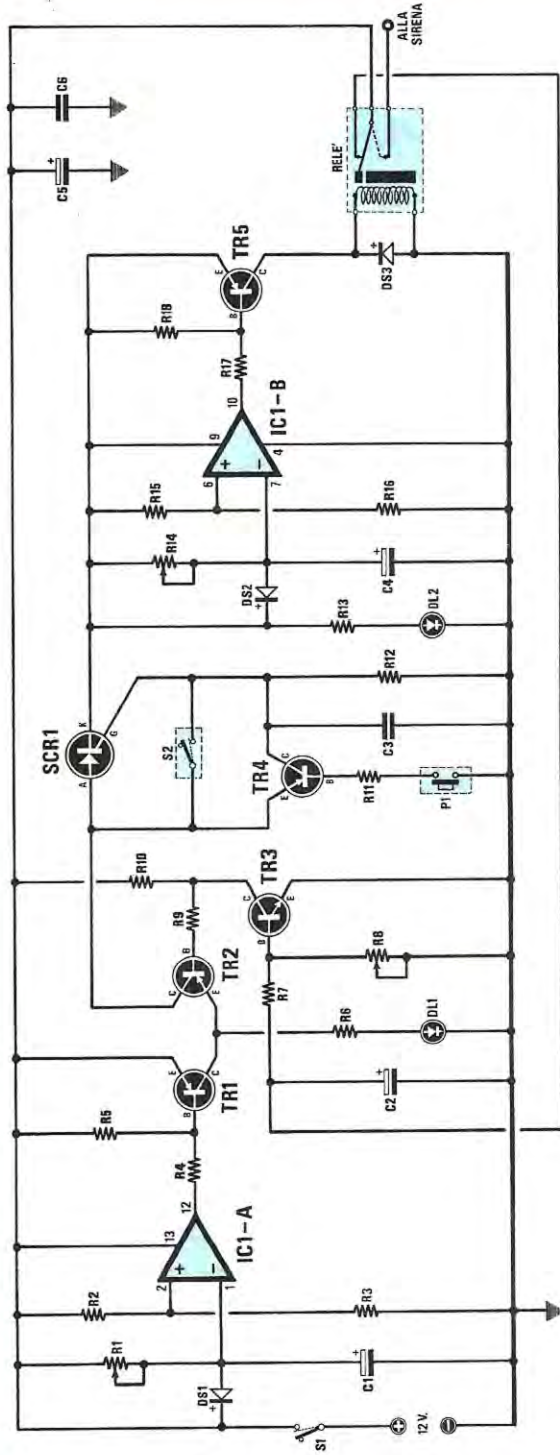 R1
R2
2
+
13
1
-
12
IC1-A
DS1
+
C1
+
R3
S1
12 V.
+
-
R5
R4
B
E
C
TR1
C
B
E
TR2
R9
R10
R6
DL1
C2
+
R7
R8
B
C
E
TR3
A
K
G
SCR1
S2
E
C
B
TR4
R11
P1
C3
R12
R13
DL2
DS2
+
R14
R15
6
+
9
7
-
4
10
IC1-B
C4
+
R16
R17
R18
B
E
C
TR5
DS3
+
RELE'
C5
+
C6
ALLA
SIRENA